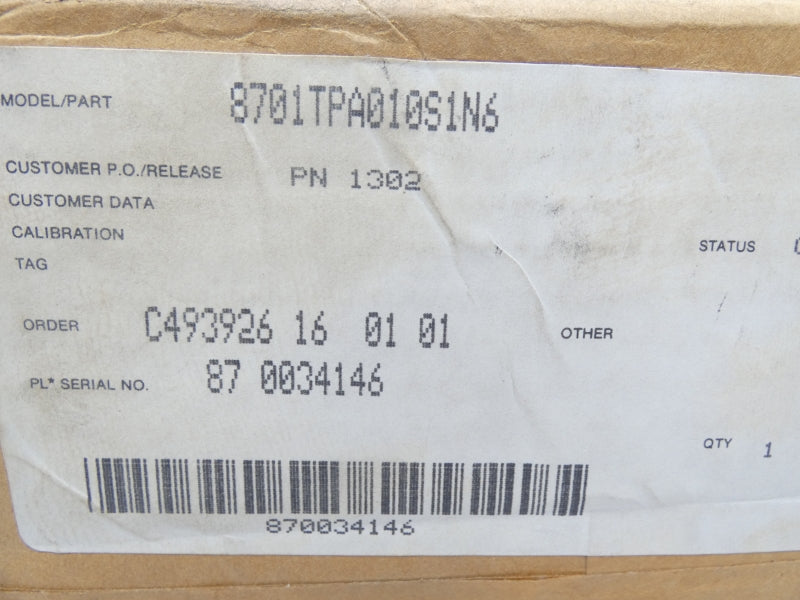 MODEL/PART 8701TPA010S1N6
CUSTOMER P.O./RELEASE PN 1302
CUSTOMER DATA
CALIBRATION
TAG
STATUS
ORDER C493926 16 01 01 OTHER
PL* SERIAL NO. 87 0034146
QTY 1
870034146